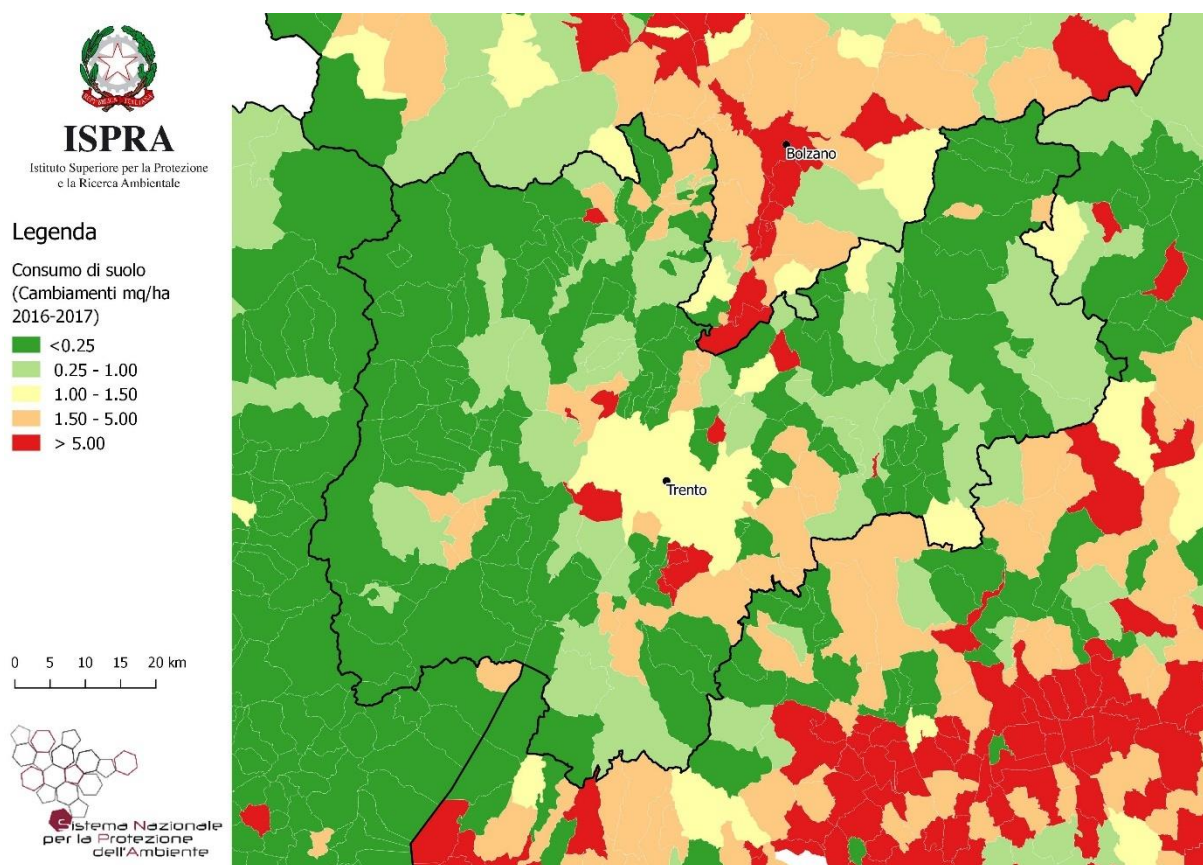 REPVBBLICA ITALIANA
ISPRA
Istituto Superiore per la Protezione
e la Ricerca Ambientale
Legenda
Consumo di suolo
(Cambiamenti mq/ha
2016-2017)
<0.25
0.25 - 1.00
1.00 - 1.50
1.50 - 5.00
> 5.00
0 5 10 15 20 km
Sistema Nazionale
per la Protezione
dell'Ambiente
Bolzano
Trento